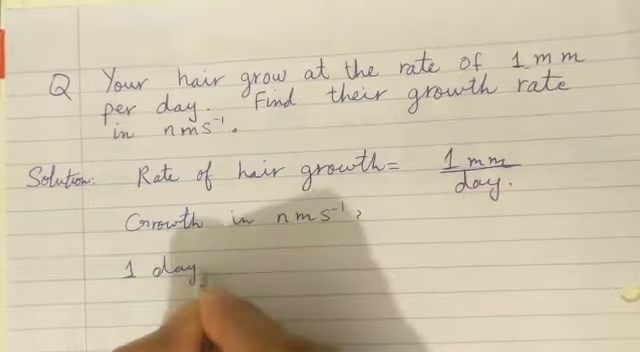 Q Your hair grow at the rate of 1 mm
per day. Find their growth rate
in nms⁻¹.
Solution: Rate of hair growth = 1 mm
day.
Growth in nms⁻¹?
1 day